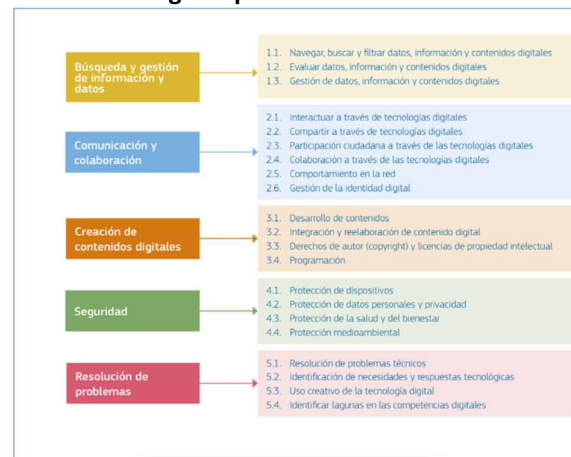 Búsqueda y gestión
de información y
datos
1.1. Navegar, buscar y filtrar datos, información y contenidos digitales
1.2. Evaluar datos, información y contenidos digitales
1.3. Gestión de datos, información y contenidos digitales
Comunicación y
colaboración
2.1. Interactuar a través de tecnologías digitales
2.2. Compartir a través de tecnologías digitales
2.3. Participación ciudadana a través de las tecnologías digitales
2.4. Colaboración a través de las tecnologías digitales
2.5. Comportamiento en la red
2.6. Gestión de la identidad digital
Creación de
contenidos digitales
3.1. Desarrollo de contenidos
3.2. Integración y reelaboración de contenido digital
3.3. Derechos de autor (copyright) y licencias de propiedad intelectual
3.4. Programación
Seguridad
4.1. Protección de dispositivos
4.2. Protección de datos personales y privacidad
4.3. Protección de la salud y del bienestar
4.4. Protección medioambiental
Resolución de
problemas
5.1. Resolución de problemas técnicos
5.2. Identificación de necesidades y respuestas tecnológicas
5.3. Uso creativo de la tecnología digital
5.4. Identificar lagunas en las competencias digitales